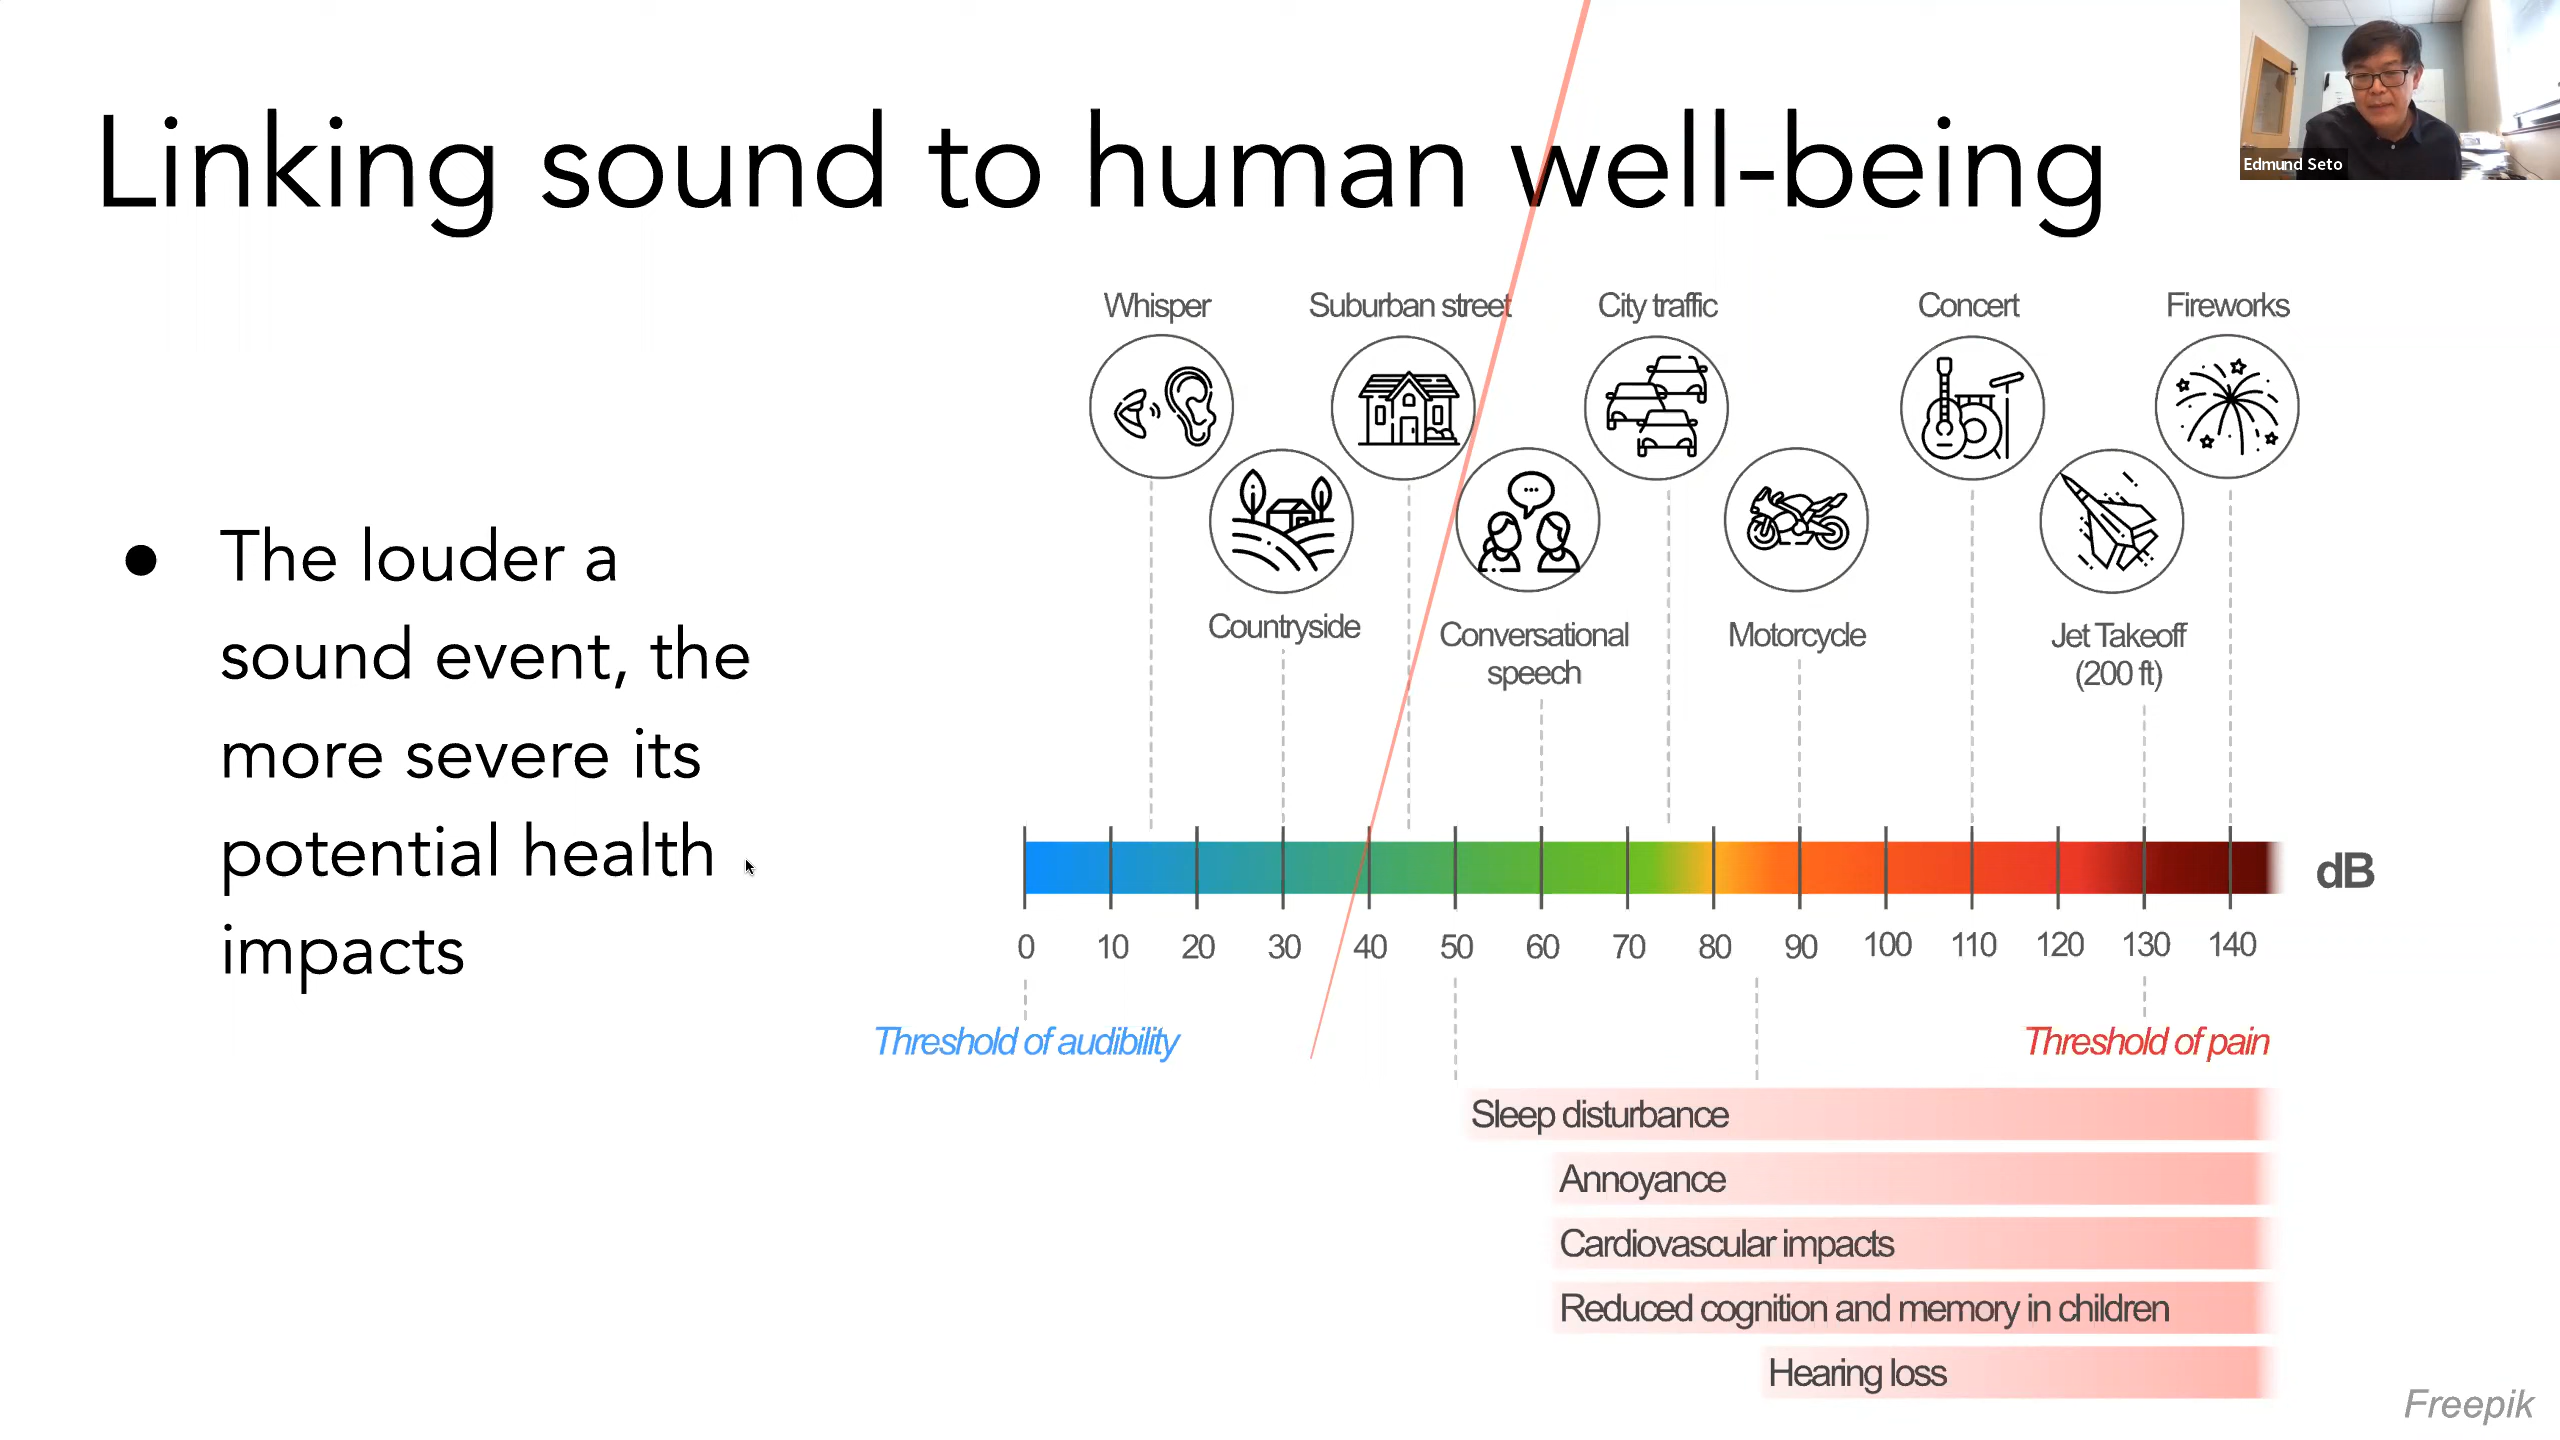 Linking sound to human well-being
Edmund Seto
The louder a
sound event, the
more severe its
potential health
impacts
Whisper
Suburban street
City traffic
Concert
Fireworks
Countryside
Conversational
speech
Motorcycle
Jet Takeoff
(200 ft)
dB
0 10 20 30 40 50 60 70 80 90 100 110 120 130 140
Threshold of audibility
Threshold of pain
Sleep disturbance
Annoyance
Cardiovascular impacts
Reduced cognition and memory in children
Hearing loss
Freepik